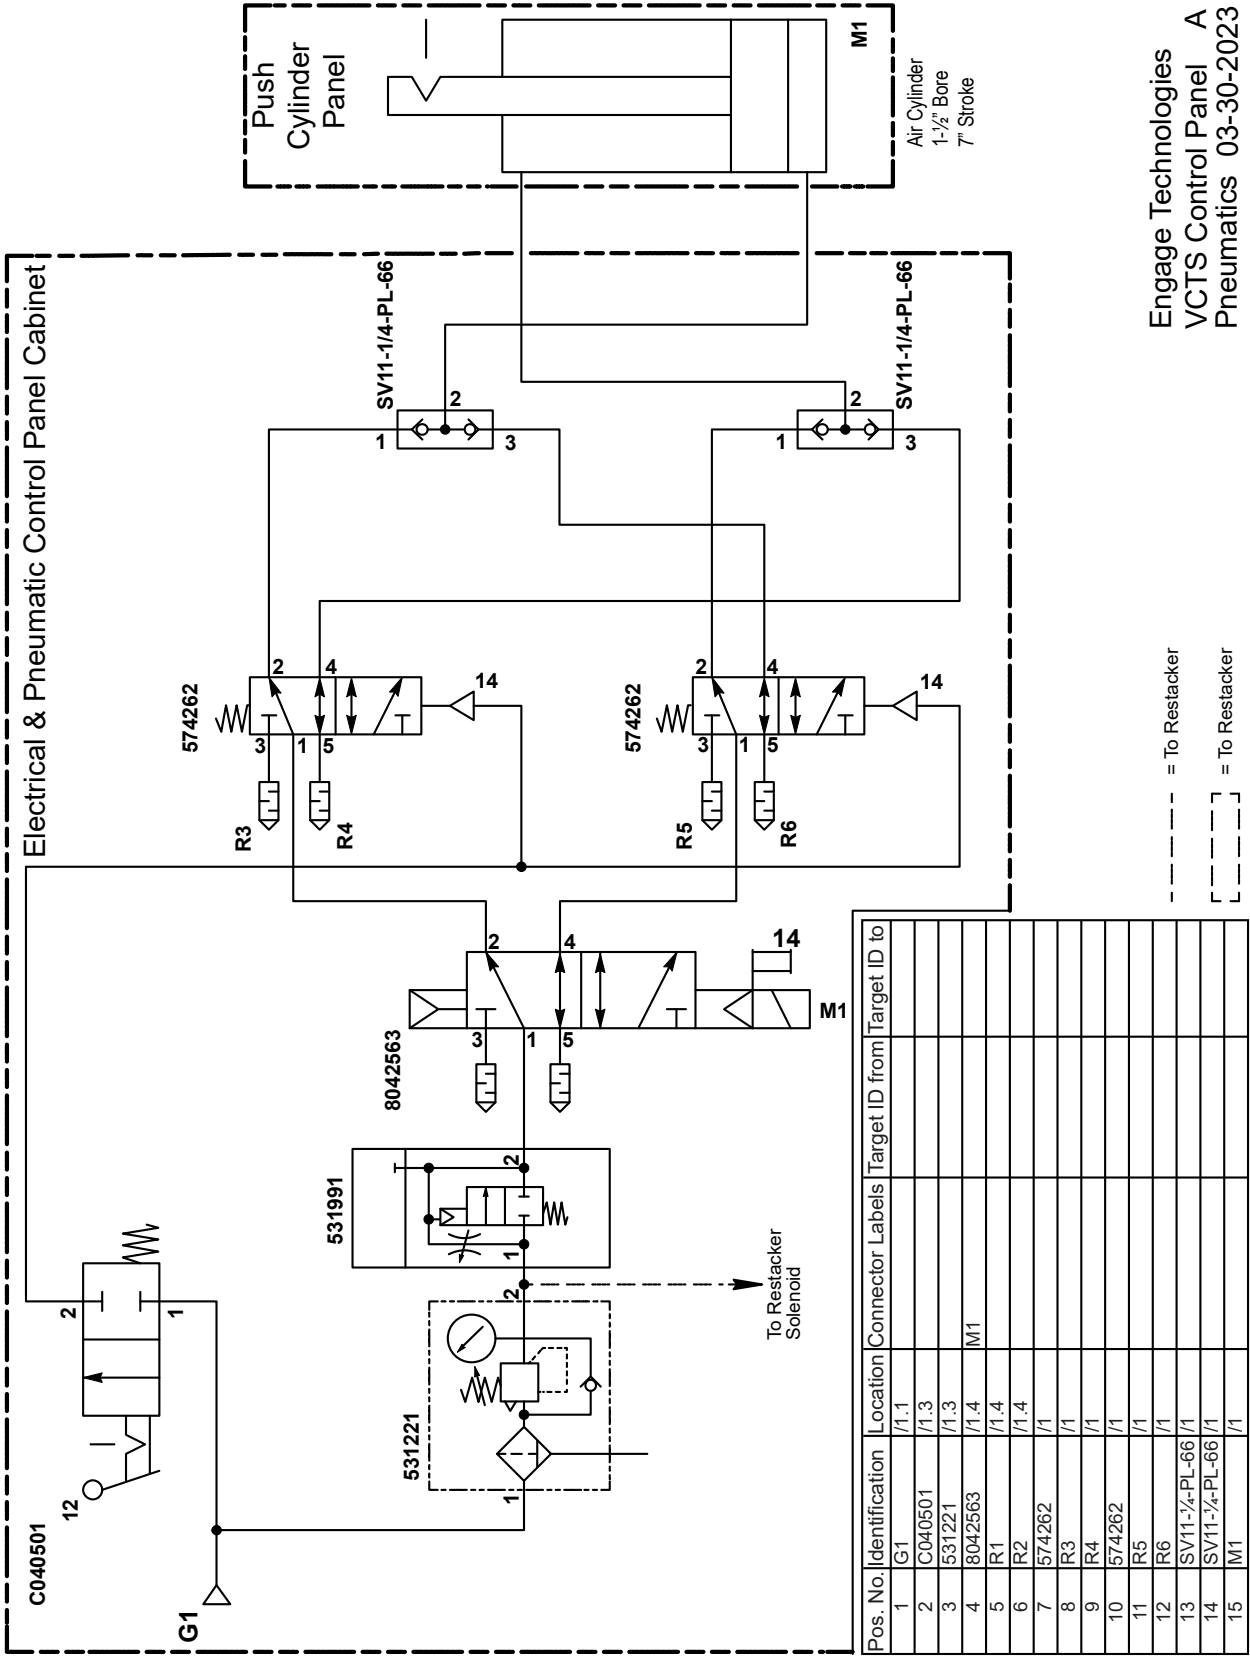 Electrical & Pneumatic Control Panel Cabinet
Push
Cylinder
Panel
M1
Air Cylinder
1-½" Bore
7" Stroke
C040501
12
2
1
G1
531221
1
2
To Restacker
Solenoid
531991
1
2
8042563
2
4
3
1
5
14
M1
574262
2
4
3
1
5
14
R3
R4
574262
2
4
3
1
5
14
R5
R6
SV11-1/4-PL-66
1
2
3
SV11-1/4-PL-66
1
2
3
Pos. No. Identification Location Connector Labels Target ID from Target ID to
1 G1 /1.1
2 C040501 /1.3
3 531221 /1.3
4 8042563 /1.4 M1
5 R1 /1.4
6 R2 /1.4
7 574262 /1
8 R3 /1
9 R4 /1
10 574262 /1
11 R5 /1
12 R6 /1
13 SV11-¼-PL-66 /1
14 SV11-¼-PL-66 /1
15 M1 /1
= To Restacker
= To Restacker
Engage Technologies
VCTS Control Panel A
Pneumatics 03-30-2023